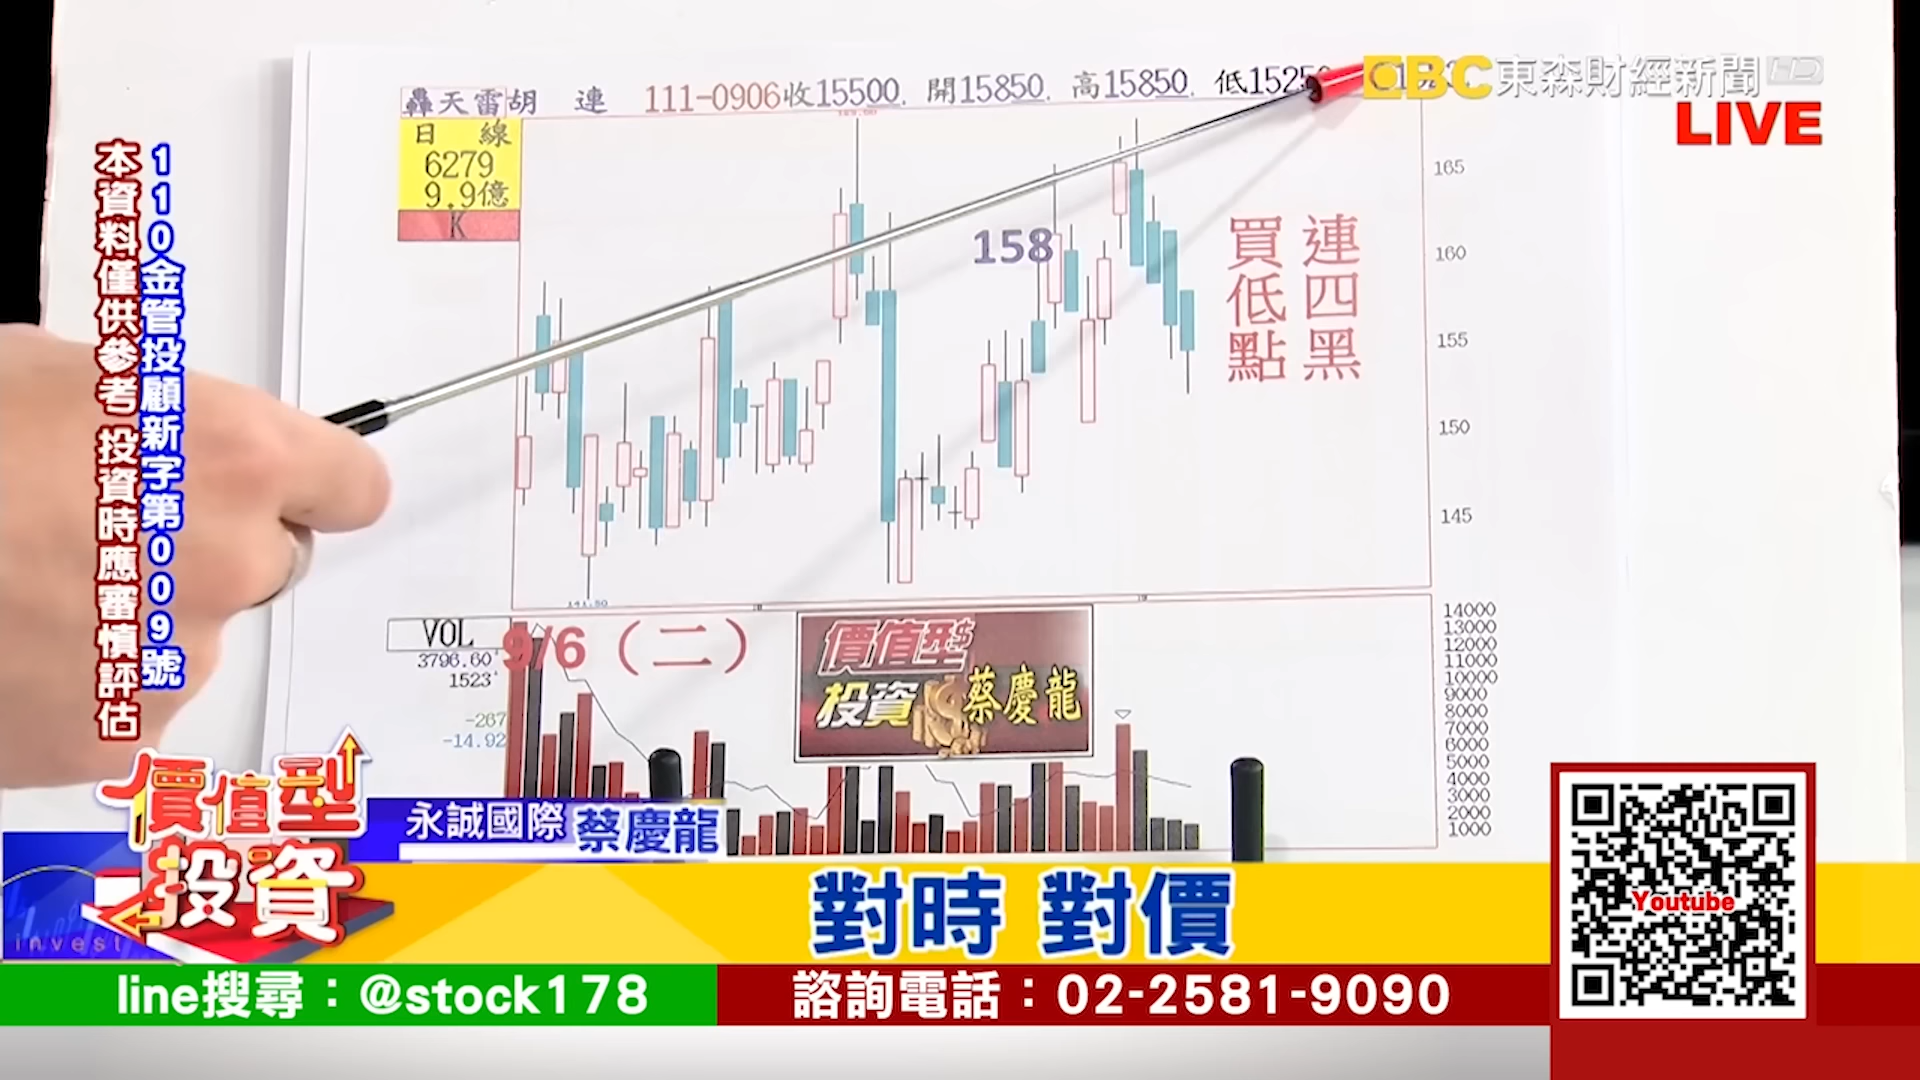 EBC東森財經新聞HD
LIVE
轟天雷胡 連 111-0906收15500. 開15850. 高15850. 低
日 線
6279
9.9億
K
165
160
155
150
145
158
連四黑
買低點
141.50
110金管投顧新字第009號
本資料僅供參考 投資時應審慎評估
VOL
3796.60
1523
-267
-14.92
9/6(二)
價值型
投資 蔡慶龍
14000
13000
12000
11000
10000
9000
8000
7000
6000
5000
4000
3000
2000
1000
價值型
投資
invest
永誠國際 蔡慶龍
對時 對價
Youtube
line搜尋:@stock178
諮詢電話:02-2581-9090